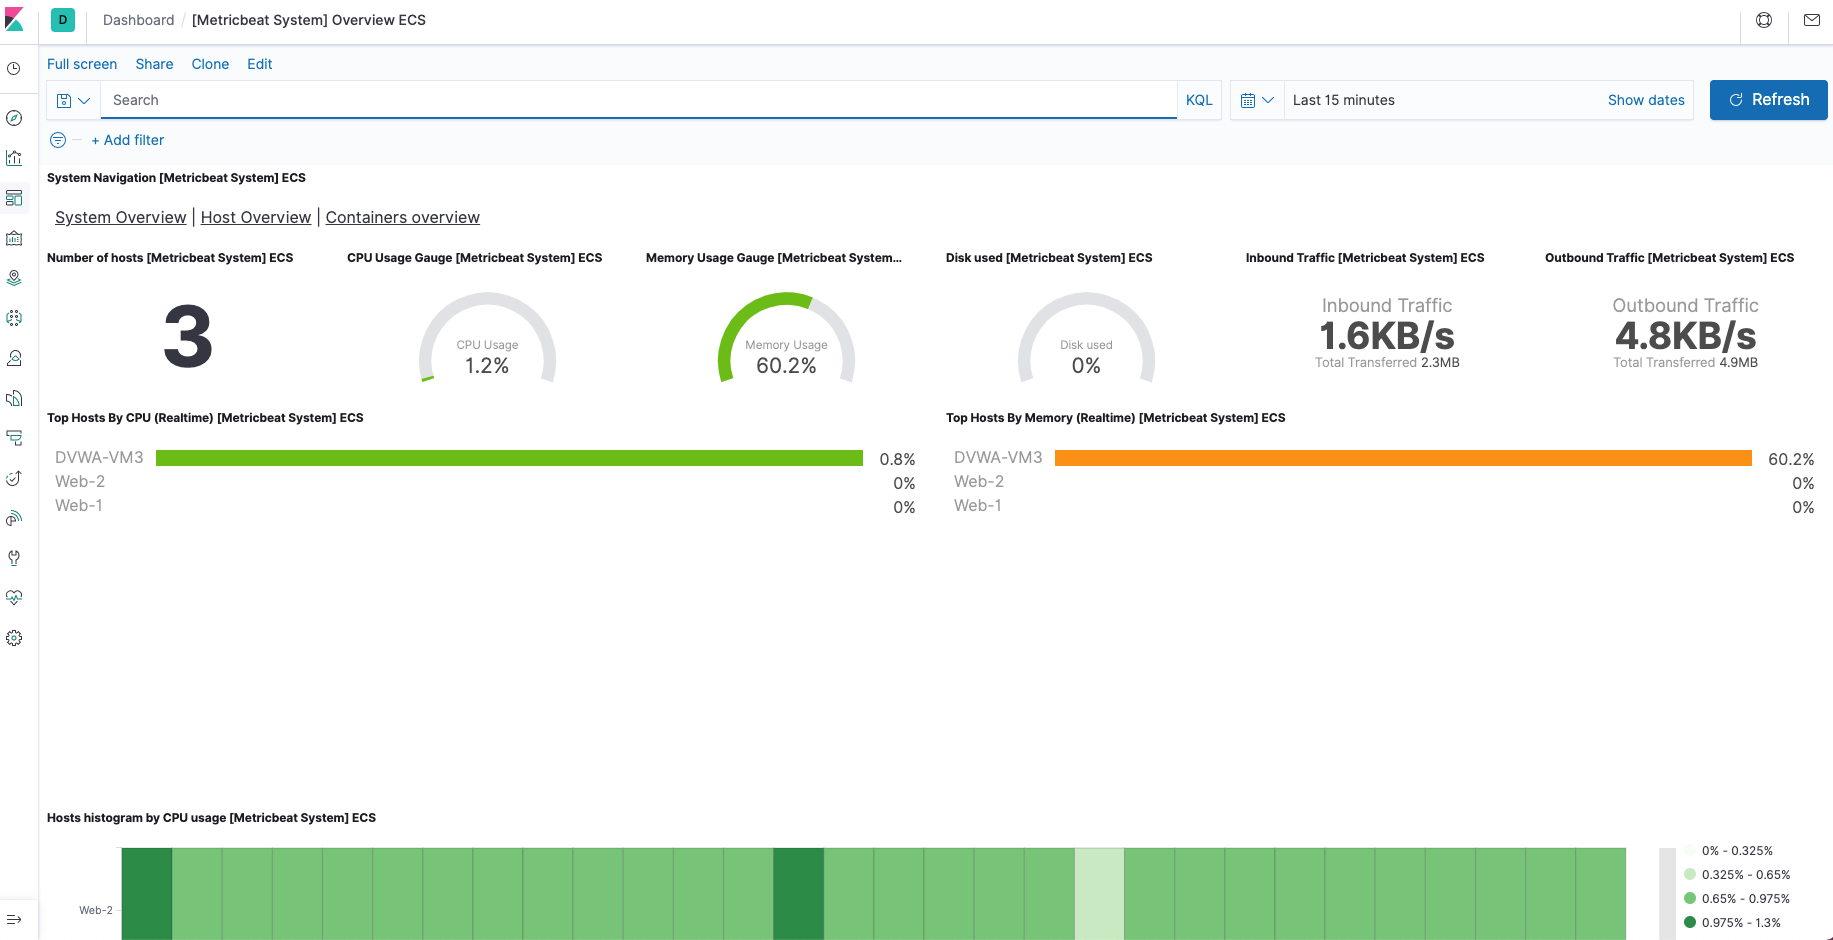 D Dashboard / [Metricbeat System] Overview ECS
Full screen Share Clone Edit
Search KQL Last 15 minutes Show dates Refresh
+ Add filter
System Navigation [Metricbeat System] ECS
System Overview | Host Overview | Containers overview
Number of hosts [Metricbeat System] ECS
3
CPU Usage Gauge [Metricbeat System] ECS
CPU Usage
1.2%
Memory Usage Gauge [Metricbeat System...
Memory Usage
60.2%
Disk used [Metricbeat System] ECS
Disk used
0%
Inbound Traffic [Metricbeat System] ECS
Inbound Traffic
1.6KB/s
Total Transferred 2.3MB
Outbound Traffic [Metricbeat System] ECS
Outbound Traffic
4.8KB/s
Total Transferred 4.9MB
Top Hosts By CPU (Realtime) [Metricbeat System] ECS
DVWA-VM3 0.8%
Web-2 0%
Web-1 0%
Top Hosts By Memory (Realtime) [Metricbeat System] ECS
DVWA-VM3 60.2%
Web-2 0%
Web-1 0%
Hosts histogram by CPU usage [Metricbeat System] ECS
Web-2
0% - 0.325%
0.325% - 0.65%
0.65% - 0.975%
0.975% - 1.3%